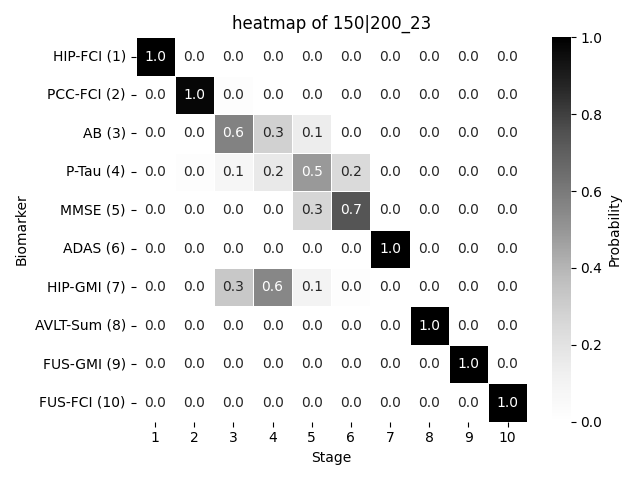 heatmap of 150|200_23
HIP-FCI (1) 1.0 0.0 0.0 0.0 0.0 0.0 0.0 0.0 0.0 0.0
PCC-FCI (2) 0.0 1.0 0.0 0.0 0.0 0.0 0.0 0.0 0.0 0.0
AB (3) 0.0 0.0 0.6 0.3 0.1 0.0 0.0 0.0 0.0 0.0
P-Tau (4) 0.0 0.0 0.1 0.2 0.5 0.2 0.0 0.0 0.0 0.0
MMSE (5) 0.0 0.0 0.0 0.0 0.3 0.7 0.0 0.0 0.0 0.0
ADAS (6) 0.0 0.0 0.0 0.0 0.0 0.0 1.0 0.0 0.0 0.0
HIP-GMI (7) 0.0 0.0 0.3 0.6 0.1 0.0 0.0 0.0 0.0 0.0
AVLT-Sum (8) 0.0 0.0 0.0 0.0 0.0 0.0 0.0 1.0 0.0 0.0
FUS-GMI (9) 0.0 0.0 0.0 0.0 0.0 0.0 0.0 0.0 1.0 0.0
FUS-FCI (10) 0.0 0.0 0.0 0.0 0.0 0.0 0.0 0.0 0.0 1.0
1 2 3 4 5 6 7 8 9 10
Stage
Biomarker
1.0
0.8
0.6
0.4
0.2
0.0
Probability